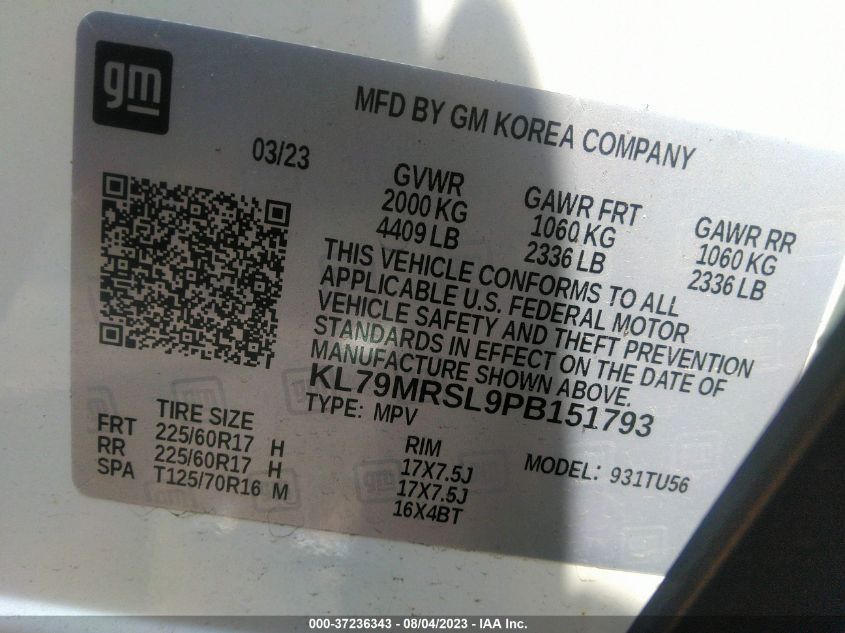 gm
MFD BY GM KOREA COMPANY
03/23
GVWR
2000 KG
4409 LB
GAWR FRT
1060 KG
2336 LB
GAWR RR
1060 KG
2336 LB
THIS VEHICLE CONFORMS TO ALL
APPLICABLE U.S. FEDERAL MOTOR
VEHICLE SAFETY AND THEFT PREVENTION
STANDARDS IN EFFECT ON THE DATE OF
MANUFACTURE SHOWN ABOVE.
KL79MRSL9PB151793
TYPE: MPV
TIRE SIZE
FRT 225/60R17 H
RR 225/60R17 H
SPA T125/70R16 M
RIM
17X7.5J
17X7.5J
16X4BT
MODEL: 931TU56
000-37236343 - 08/04/2023 - IAA Inc.